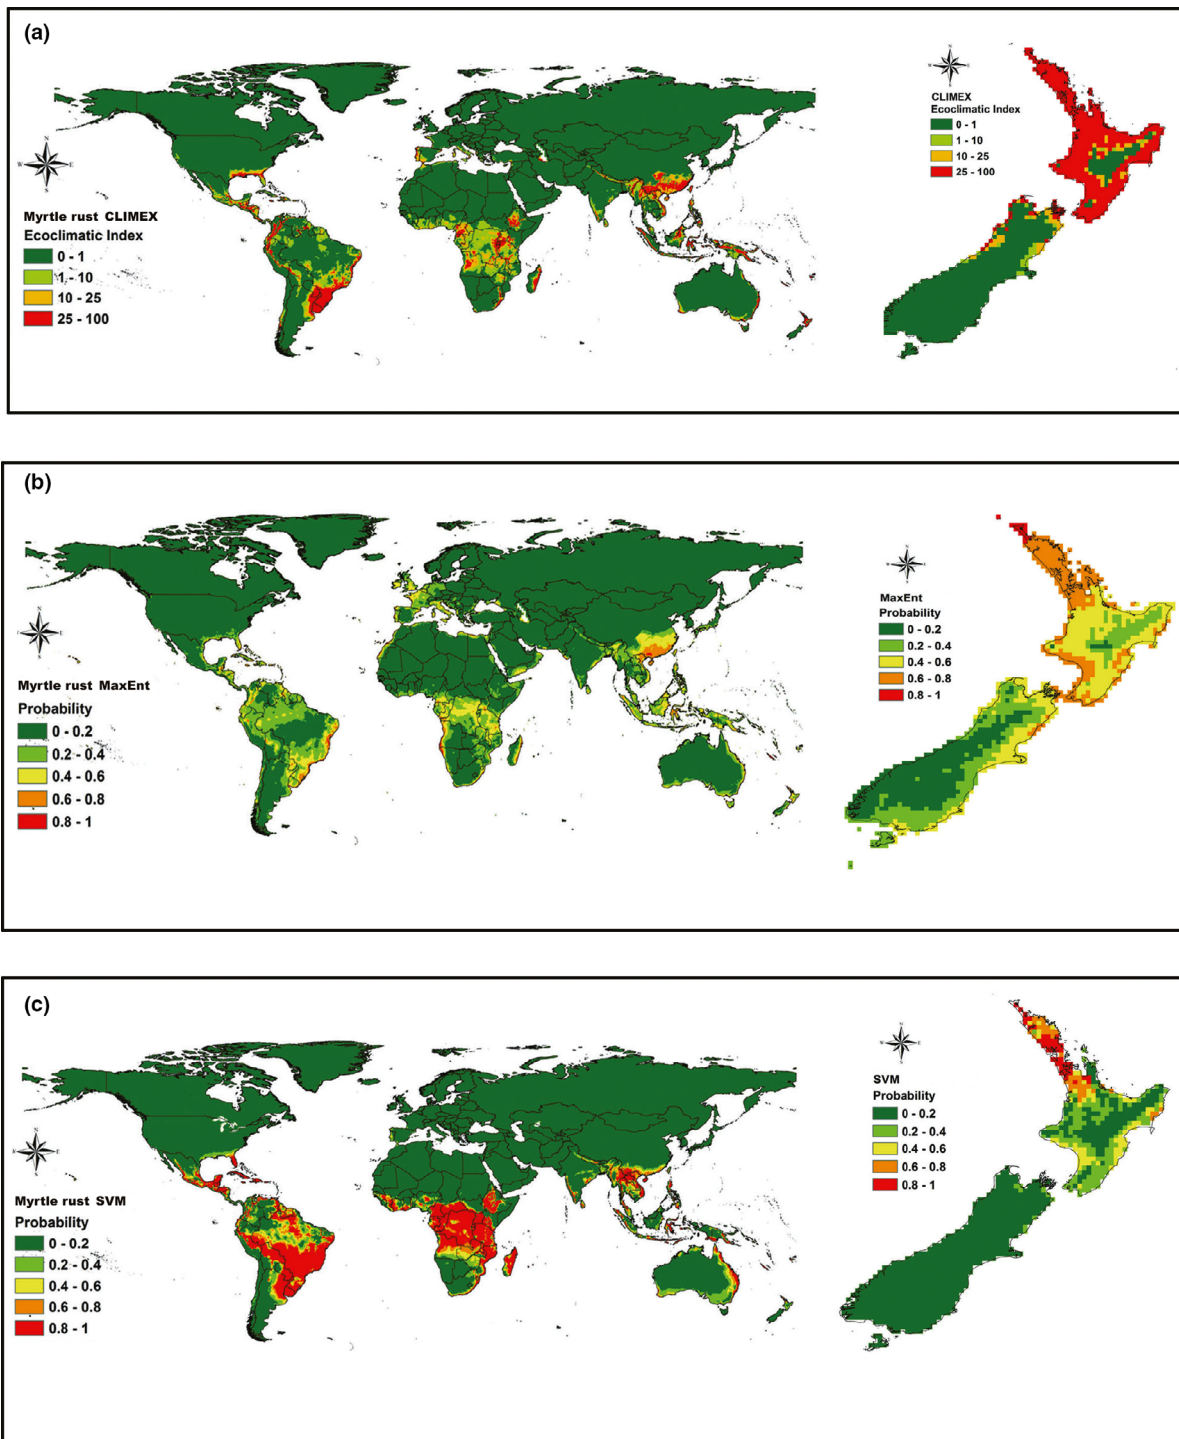 (a)
N
W
E
S
Myrtle rust CLIMEX
Ecoclimatic Index
0 - 1
1 - 10
10 - 25
25 - 100
CLIMEX
Ecoclimatic Index
0 - 1
1 - 10
10 - 25
25 - 100
(b)
Myrtle rust MaxEnt
Probability
0 - 0.2
0.2 - 0.4
0.4 - 0.6
0.6 - 0.8
0.8 - 1
MaxEnt
Probability
0 - 0.2
0.2 - 0.4
0.4 - 0.6
0.6 - 0.8
0.8 - 1
(c)
Myrtle rust SVM
Probability
0 - 0.2
0.2 - 0.4
0.4 - 0.6
0.6 - 0.8
0.8 - 1
SVM
Probability
0 - 0.2
0.2 - 0.4
0.4 - 0.6
0.6 - 0.8
0.8 - 1